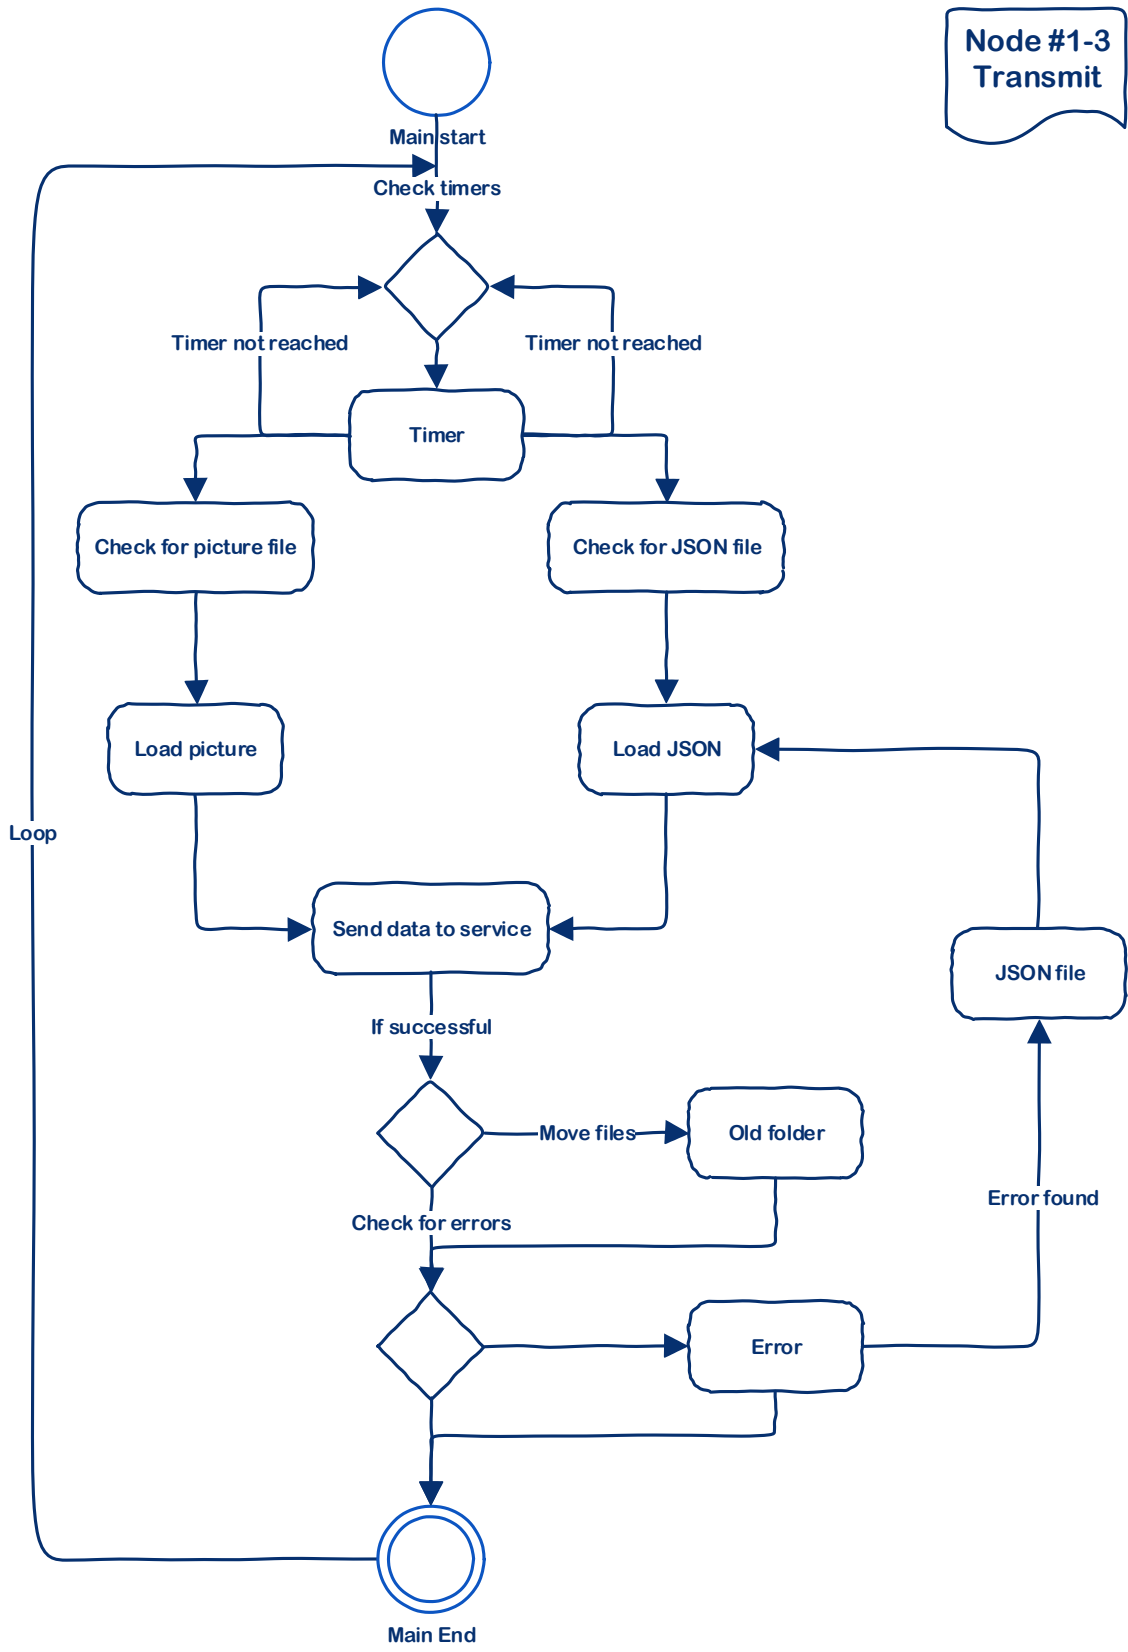 Node #1-3
Transmit
Main start
Check timers
Timer not reached
Timer not reached
Timer
Check for picture file
Check for JSON file
Load picture
Load JSON
Loop
Send data to service
JSON file
If successful
Move files
Old folder
Error found
Check for errors
Error
Main End